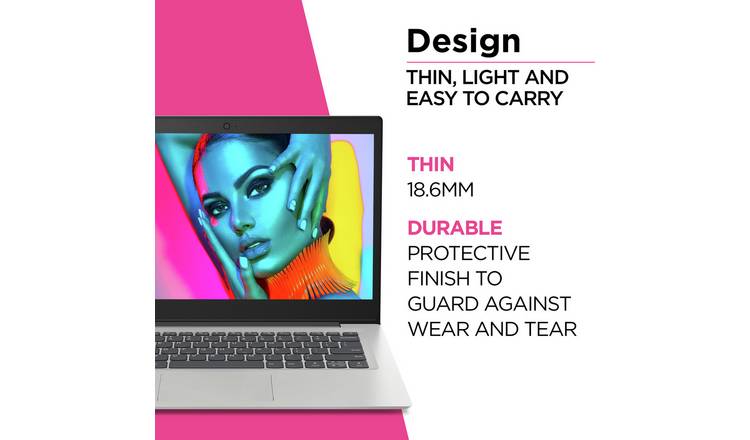 Design
THIN, LIGHT AND
EASY TO CARRY
THIN
18.6MM
DURABLE
PROTECTIVE
FINISH TO
GUARD AGAINST
WEAR AND TEAR